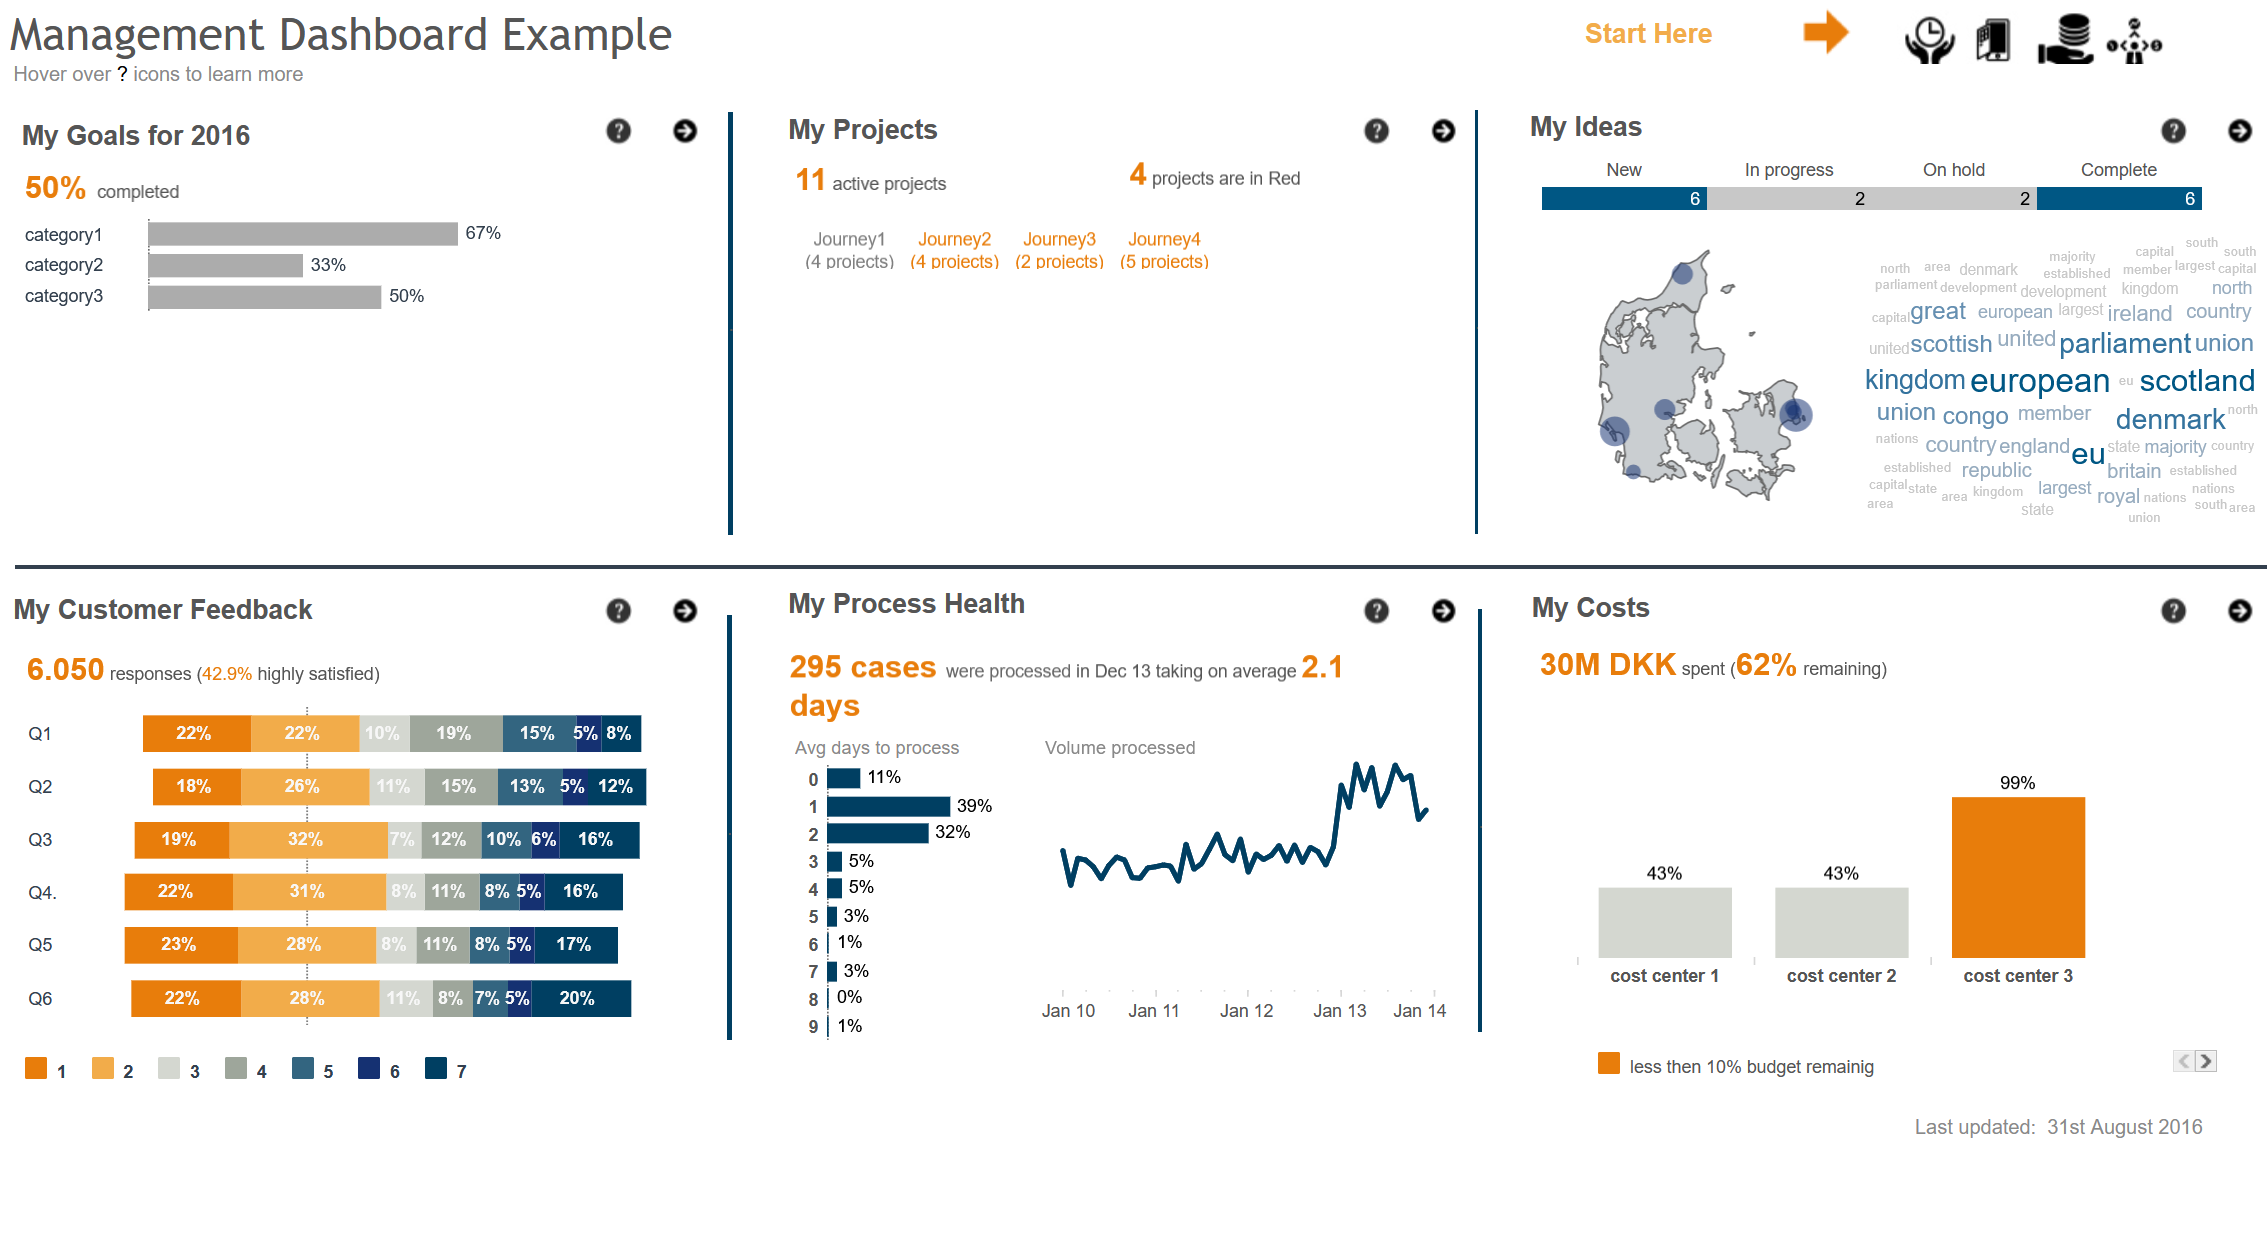 Management Dashboard Example
Hover over ? icons to learn more
Start Here
My Goals for 2016
50% completed
category1 67%
category2 33%
category3 50%
My Projects
11 active projects
4 projects are in Red
Journey1 Journey2 Journey3 Journey4
(4 projects) (4 projects) (2 projects) (5 projects)
My Ideas
New In progress On hold Complete
6 2 2 6
south
majority capital south
north area denmark established member largest capital
parliament development development kingdom north
capital great european largest ireland country
united scottish united parliament union
kingdom european eu scotland
union congo member denmark north
nations country england eu state majority country
established republic britain established
capital state area kingdom largest royal nations nations
area state union south area
My Customer Feedback
6.050 responses (42.9% highly satisfied)
Q1 22% 22% 10% 19% 15% 5% 8%
Q2 18% 26% 11% 15% 13% 5% 12%
Q3 19% 32% 7% 12% 10% 6% 16%
Q4. 22% 31% 8% 11% 8% 5% 16%
Q5 23% 28% 8% 11% 8% 5% 17%
Q6 22% 28% 11% 8% 7% 5% 20%
1 2 3 4 5 6 7
My Process Health
295 cases were processed in Dec 13 taking on average 2.1
days
Avg days to process
0 11%
1 39%
2 32%
3 5%
4 5%
5 3%
6 1%
7 3%
8 0%
9 1%
Volume processed
Jan 10 Jan 11 Jan 12 Jan 13 Jan 14
My Costs
30M DKK spent (62% remaining)
43% 43% 99%
cost center 1 cost center 2 cost center 3
less then 10% budget remainig
Last updated: 31st August 2016